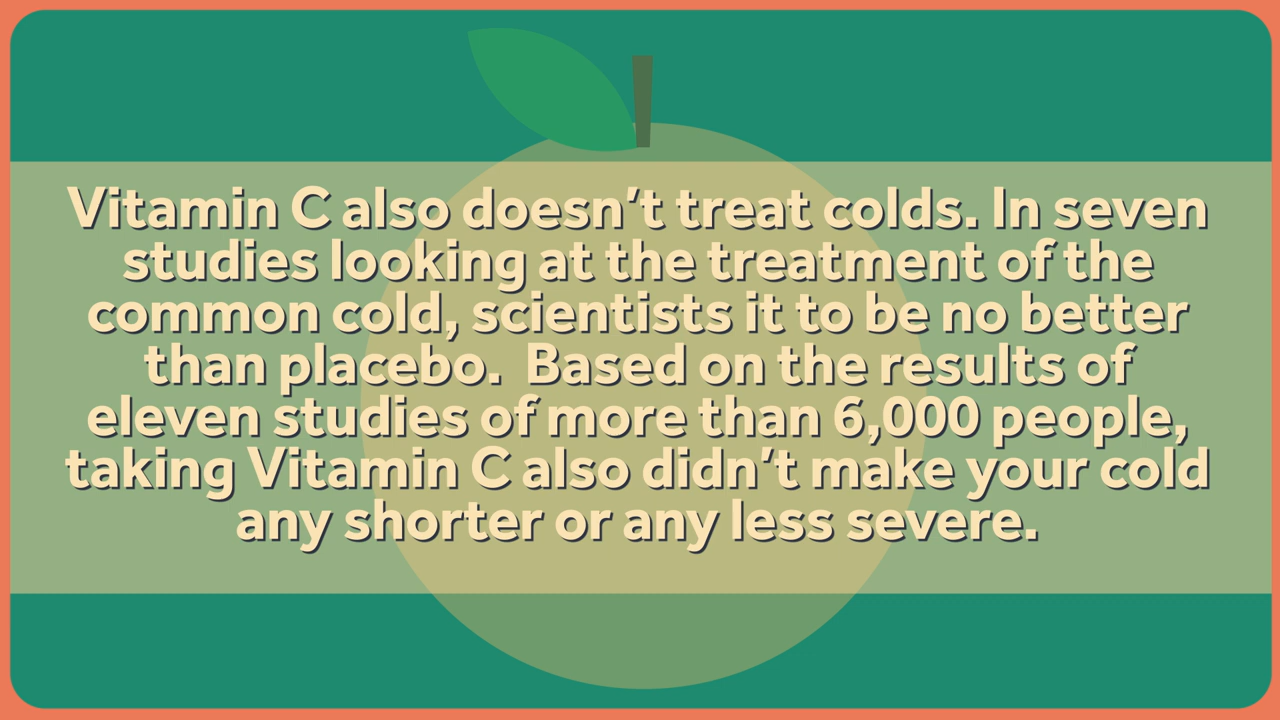 Vitamin C also doesn't treat colds. In seven
studies looking at the treatment of the
common cold, scientists it to be no better
than placebo.  Based on the results of
eleven studies of more than 6,000 people,
taking Vitamin C also didn't make your cold
any shorter or any less severe.